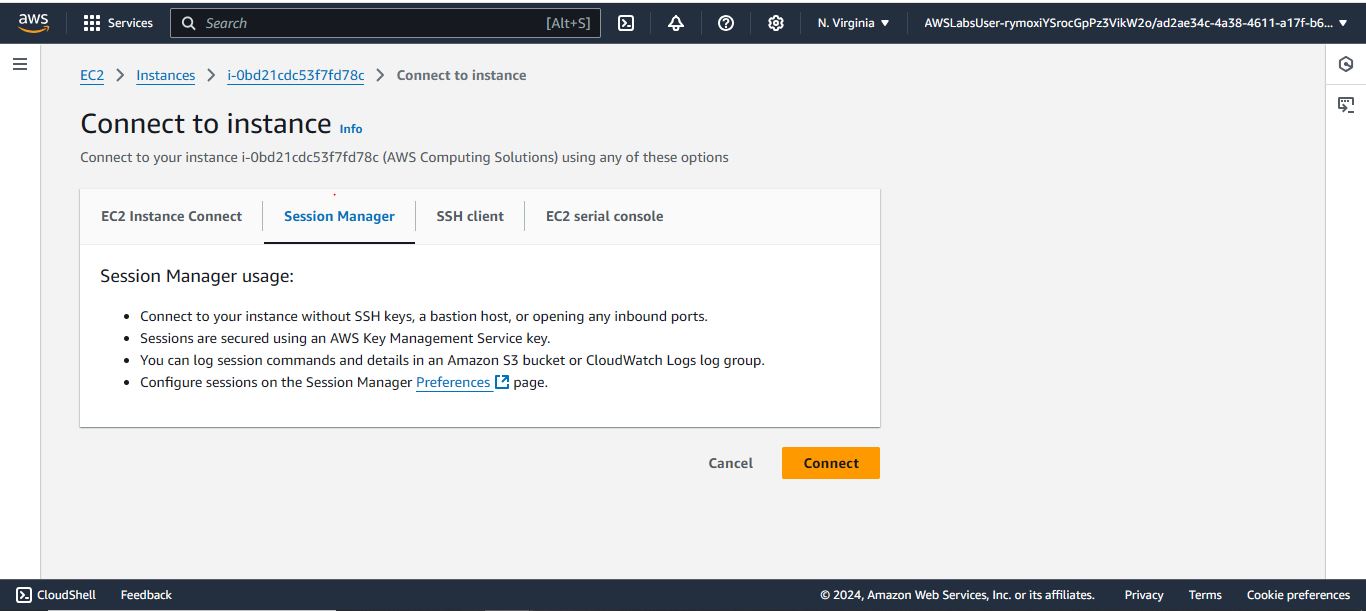 aws
Services
Search [Alt+S]
N. Virginia
AWSLabsUser-rymoxiYSrocGpPz3VikW2o/ad2ae34c-4a38-4611-a17f-b6...
EC2 > Instances > i-0bd21cdc53f7fd78c > Connect to instance
Connect to instance Info
Connect to your instance i-0bd21cdc53f7fd78c (AWS Computing Solutions) using any of these options
EC2 Instance Connect
Session Manager
SSH client
EC2 serial console
Session Manager usage:
• Connect to your instance without SSH keys, a bastion host, or opening any inbound ports.
• Sessions are secured using an AWS Key Management Service key.
• You can log session commands and details in an Amazon S3 bucket or CloudWatch Logs log group.
• Configure sessions on the Session Manager Preferences page.
Cancel
Connect
CloudShell
Feedback
© 2024, Amazon Web Services, Inc. or its affiliates.
Privacy
Terms
Cookie preferences